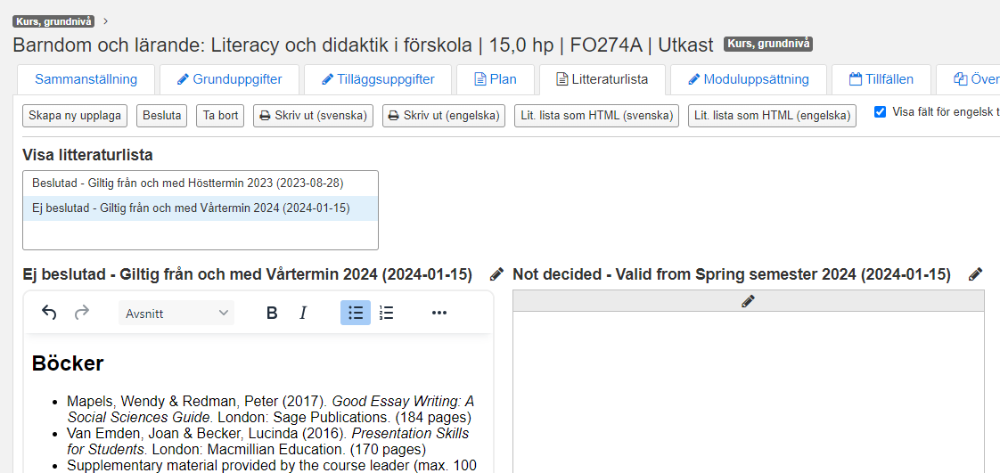 Kurs, grundnivå
Barndom och lärande: Literacy och didaktik i förskola | 15,0 hp | FO274A | Utkast Kurs, grundnivå
Sammanställning Grunduppgifter Tilläggsuppgifter Plan Litteraturlista Moduluppsättning Tillfällen Över
Skapa ny upplaga Besluta Ta bort Skriv ut (svenska) Skriv ut (engelska) Lit. lista som HTML (svenska) Lit. lista som HTML (engelska) Visa fält för engelsk t
Visa litteraturlista
Beslutad - Giltig från och med Hösttermin 2023 (2023-08-28)
Ej beslutad - Giltig från och med Vårtermin 2024 (2024-01-15)
Ej beslutad - Giltig från och med Vårtermin 2024 (2024-01-15)
Not decided - Valid from Spring semester 2024 (2024-01-15)
Avsnitt B I
Böcker
Mapels, Wendy & Redman, Peter (2017). Good Essay Writing: A
Social Sciences Guide. London: Sage Publications. (184 pages)
Van Emden, Joan & Becker, Lucinda (2016). Presentation Skills
for Students. London: Macmillian Education. (170 pages)
Supplementary material provided by the course leader (max. 100